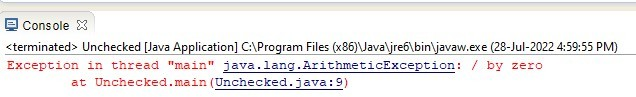 Console
<terminated> Unchecked [Java Application] C:\Program Files (x86)\Java\jre6\bin\javaw.exe (28-Jul-2022 4:59:55 PM)
Exception in thread "main" java.lang.ArithmeticException: / by zero
at Unchecked.main(Unchecked.java:9)